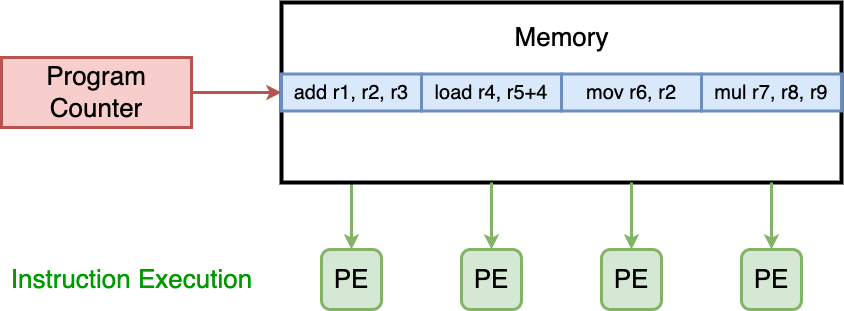 Memory
Program
Counter
add r1, r2, r3
load r4, r5+4
mov r6, r2
mul r7, r8, r9
Instruction Execution
PE
PE
PE
PE